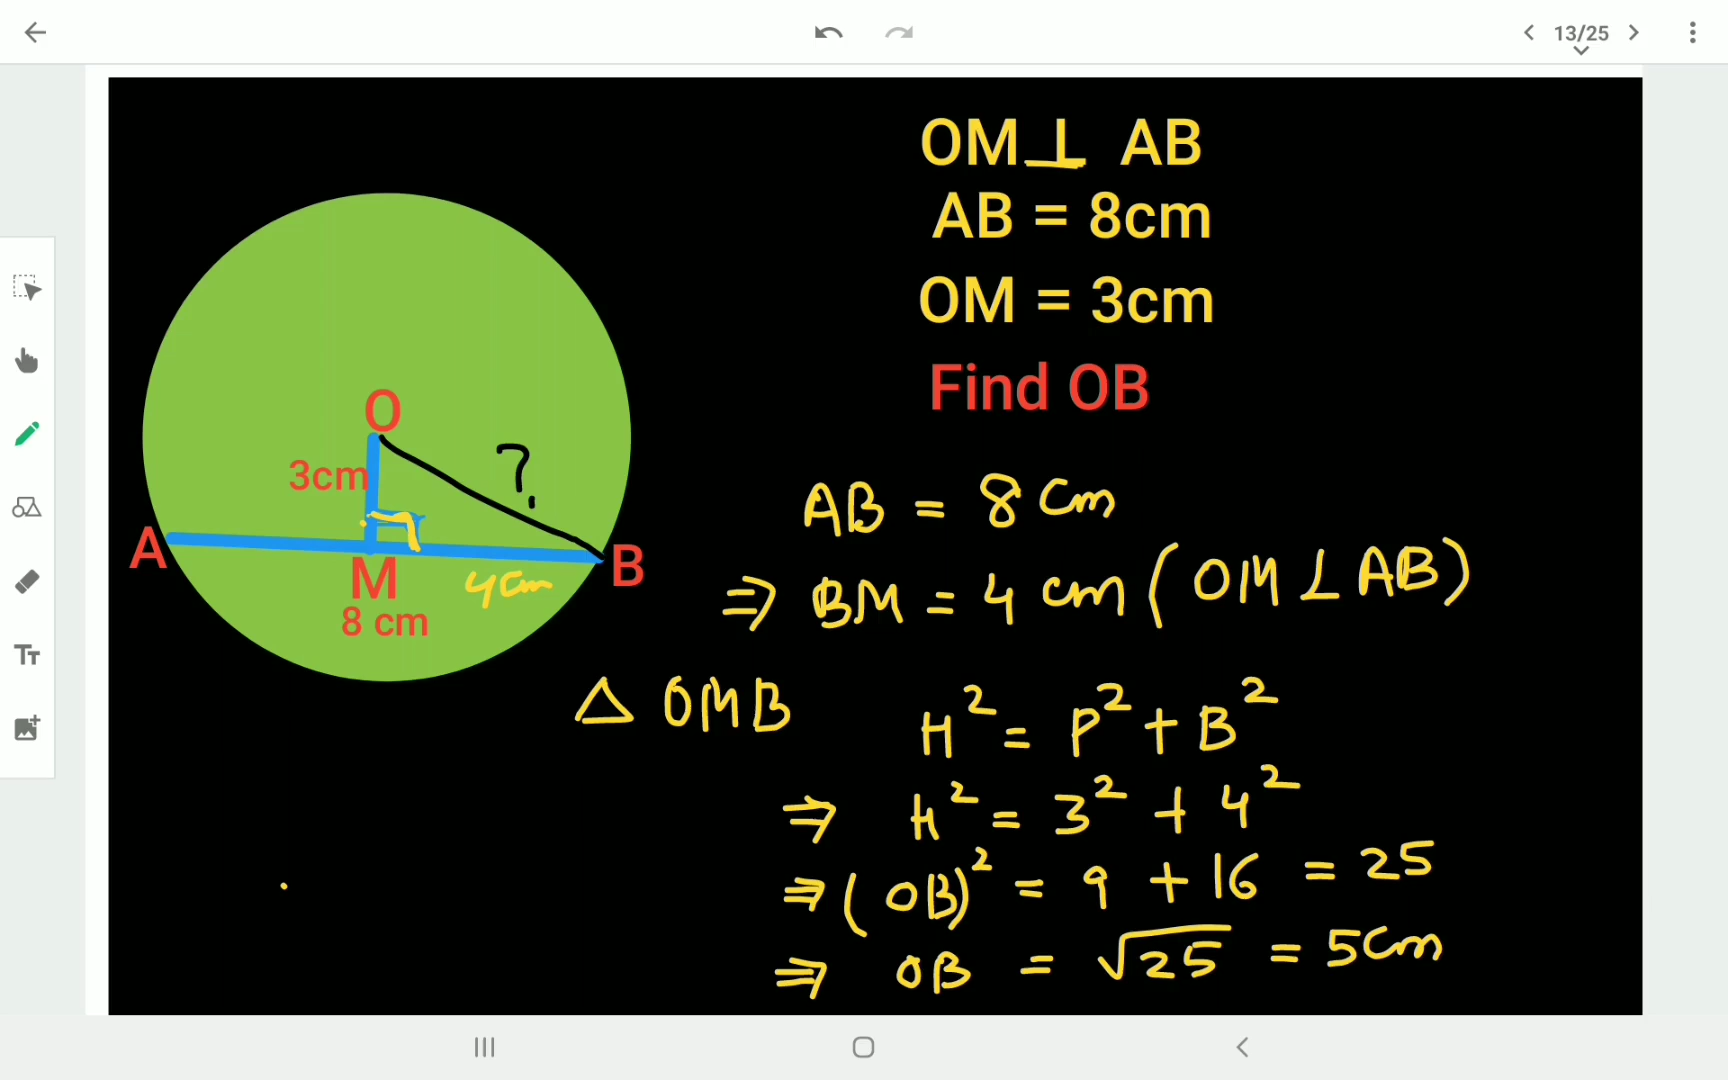 13/25
OM ⊥ AB
AB = 8cm
OM = 3cm
Find OB
O
3cm
?
A
M
B
4cm
8 cm
AB = 8 cm
⇒ BM = 4 cm (OM ⊥ AB)
△ OMB
H² = P² + B²
⇒ H² = 3² + 4²
⇒ (OB)² = 9 + 16 = 25
⇒ OB = √25 = 5cm
Tт